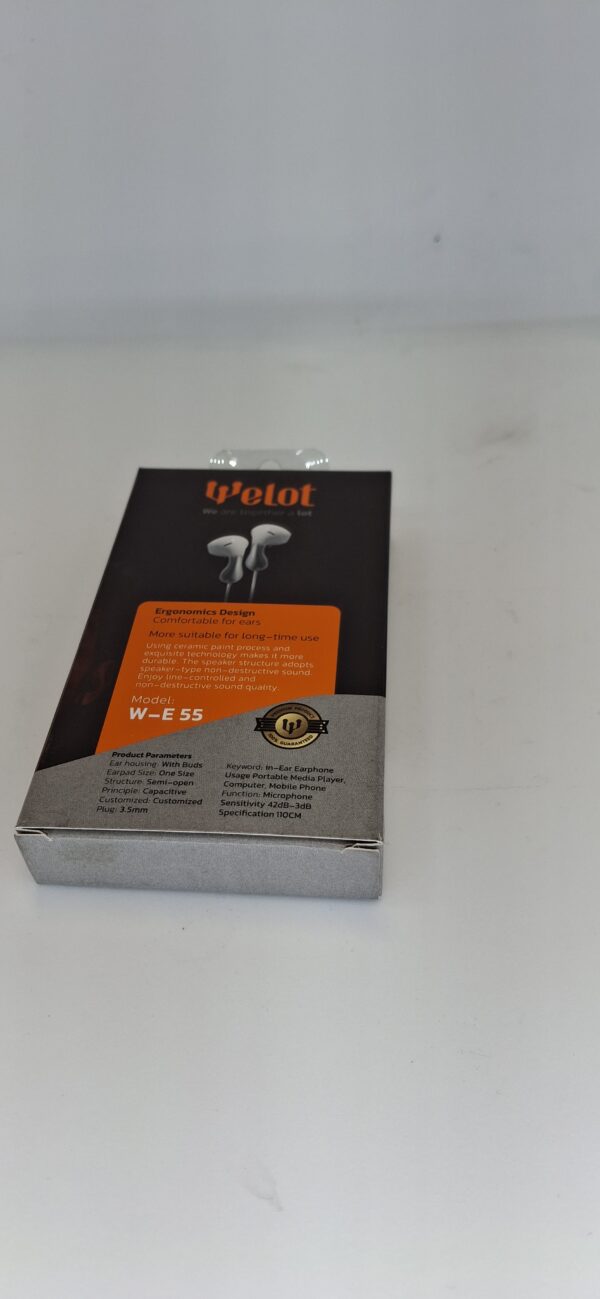 Welot
We are together a lot
Ergonomics Design
Comfortable for ears
More suitable for long-time use
Using ceramic paint process and
exquisite technology makes it more
durable. The speaker structure adopts
speaker-type non-destructive sound.
Enjoy line-controlled and
non-destructive sound quality.
Model:
W-E 55
PREMIUM PRODUCT
100% GUARANTEED
Product Parameters
Ear housing: With Buds
Earpad Size: One Size
Structure: Semi-open
Principle: Capacitive
Customized: Customized
Plug: 3.5mm
Keyword: In-Ear Earphone
Usage Portable Media Player,
Computer, Mobile Phone
Function: Microphone
Sensitivity 42dB-3dB
Specification 110CM